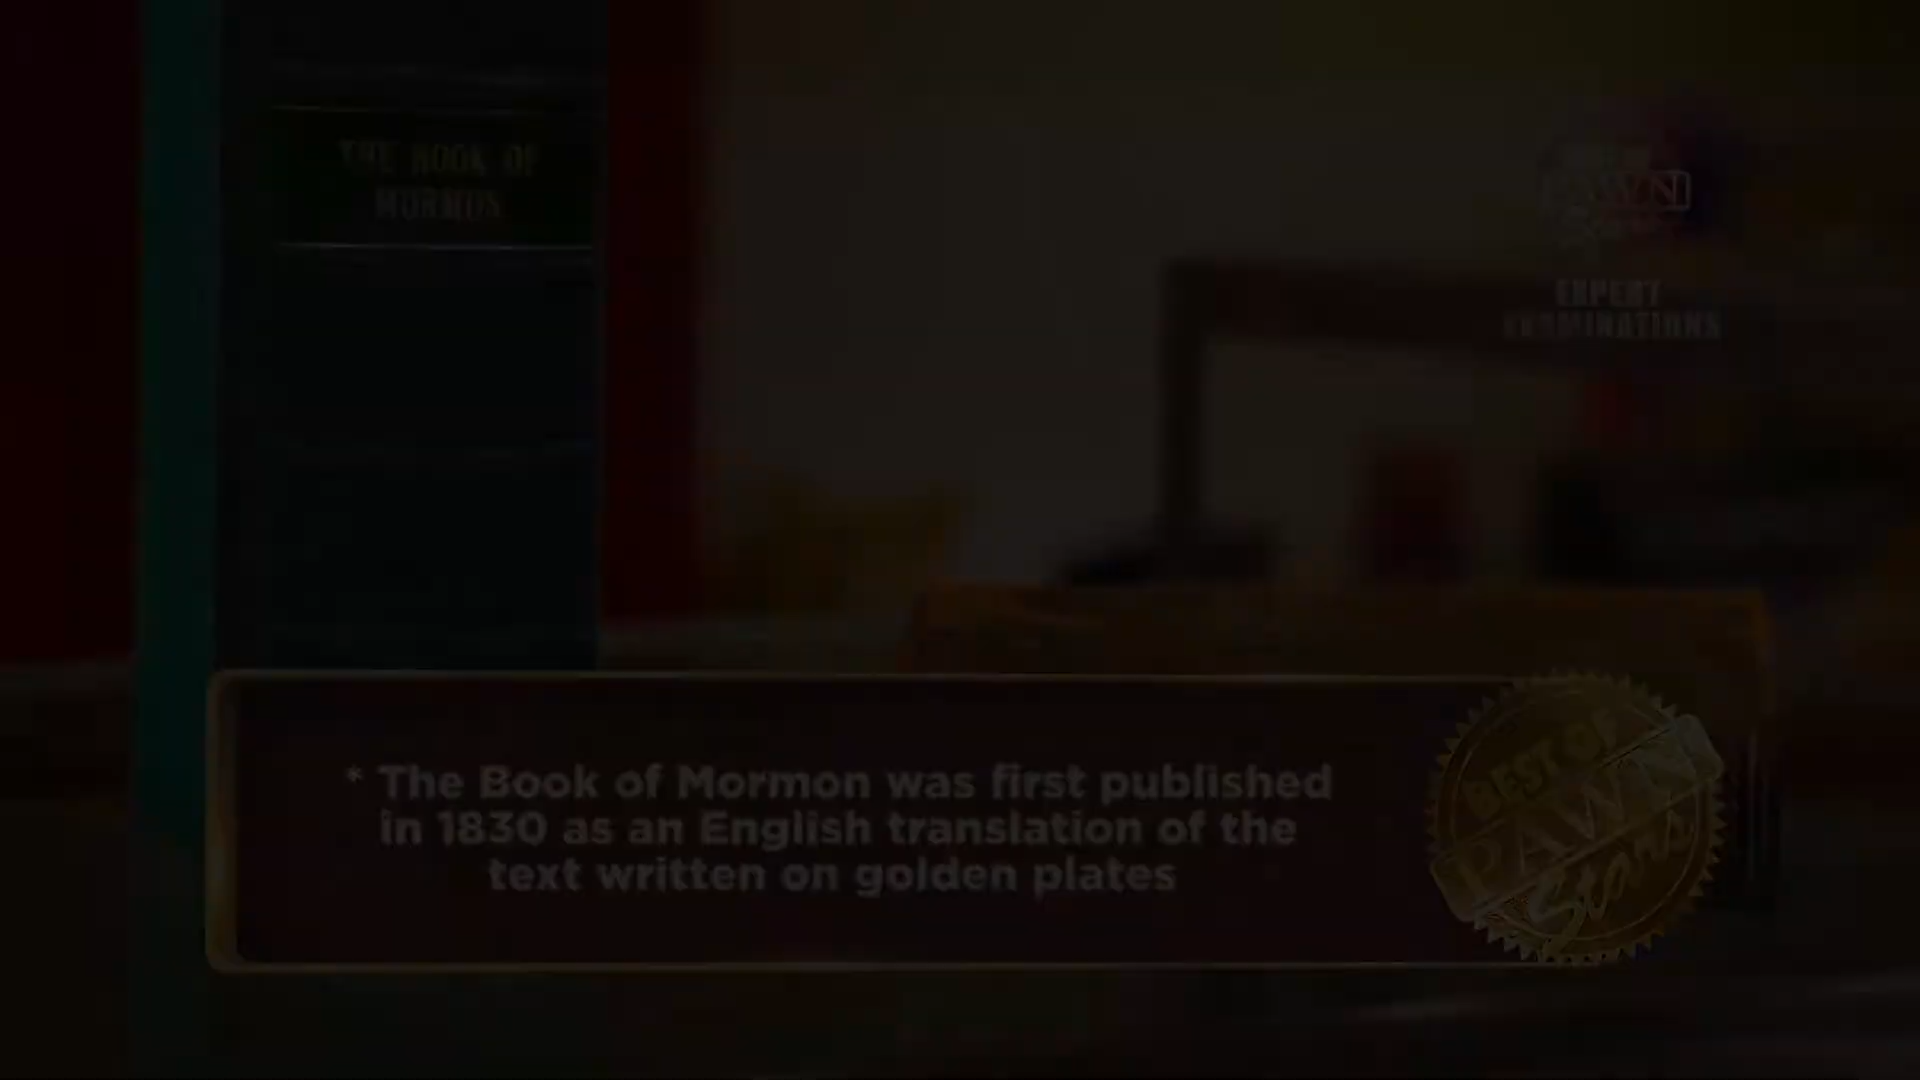 THE BOOK OF
MORMON
PAWN
EXPERT
EXAMINATIONS
* The Book of Mormon was first published
in 1830 as an English translation of the
text written on golden plates
BEST OF
PAWN
Stars